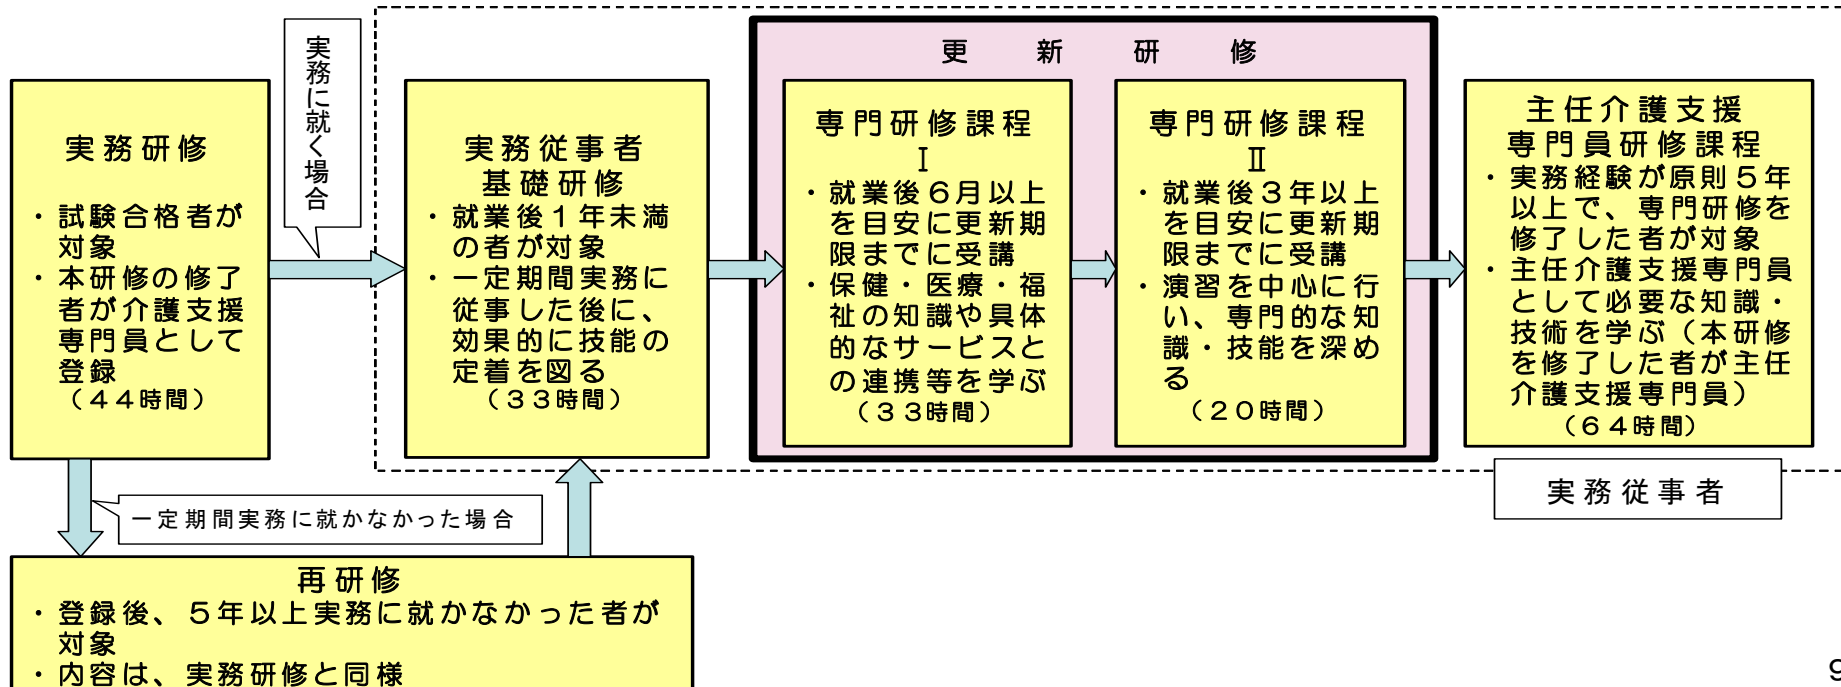 更新研修
実務に就く場合
実務研修
・試験合格者が
対象
・本研修の修了
者が介護支援
専門員として
登録
（４４時間）
実務従事者
基礎研修
・就業後１年未満
の者が対象
・一定期間実務に
従事した後に、
効果的に技能の
定着を図る
（３３時間）
専門研修課程
Ⅰ
・就業後６月以上
を目安に更新期
限までに受講
・保健・医療・福
祉の知識や具体
的なサービスと
の連携等を学ぶ
（３３時間）
専門研修課程
Ⅱ
・就業後３年以上
を目安に更新期
限までに受講
・演習を中心に行
い、専門的な知
識・技能を深め
る
（２０時間）
主任介護支援
専門員研修課程
・実務経験が原則５年
以上で、専門研修を
修了した者が対象
・主任介護支援専門員
として必要な知識・
技術を学ぶ（本研修
を修了した者が主任
介護支援専門員）
（６４時間）
実務従事者
一定期間実務に就かなかった場合
再研修
・登録後、５年以上実務に就かなかった者が
対象
・内容は、実務研修と同様
9